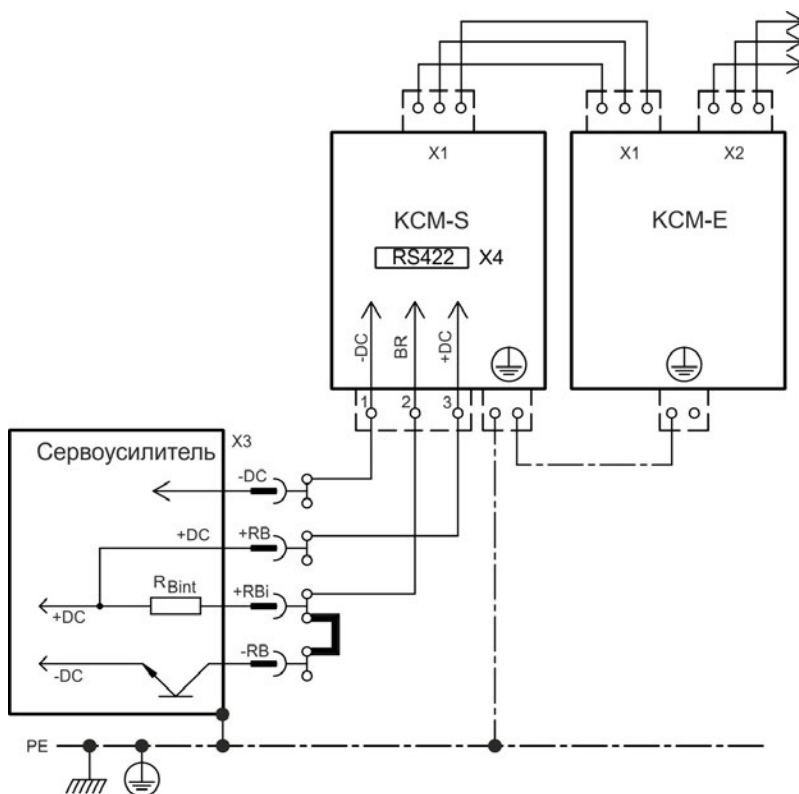 X1
X1 X2
KCM-S
KCM-E
RS422 X4
-DC
BR
+DC
1 2 3
X3
Сервоусилитель
-DC
+DC +RB
RBint +RBi
+DC
-RB
-DC
PE